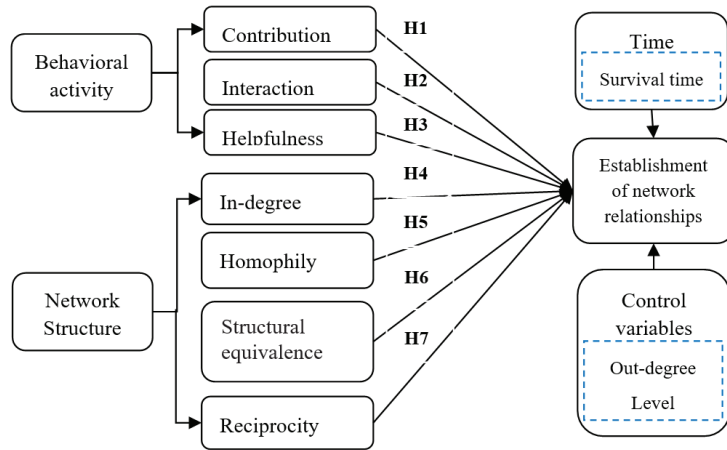 Behavioral
activity
Network
Structure
Contribution
Interaction
Helpfulness
In-degree
Homophily
Structural
equivalence
Reciprocity
H1
H2
H3
H4
H5
H6
H7
Time
Survival time
Establishment
of network
relationships
Control
variables
Out-degree
Level